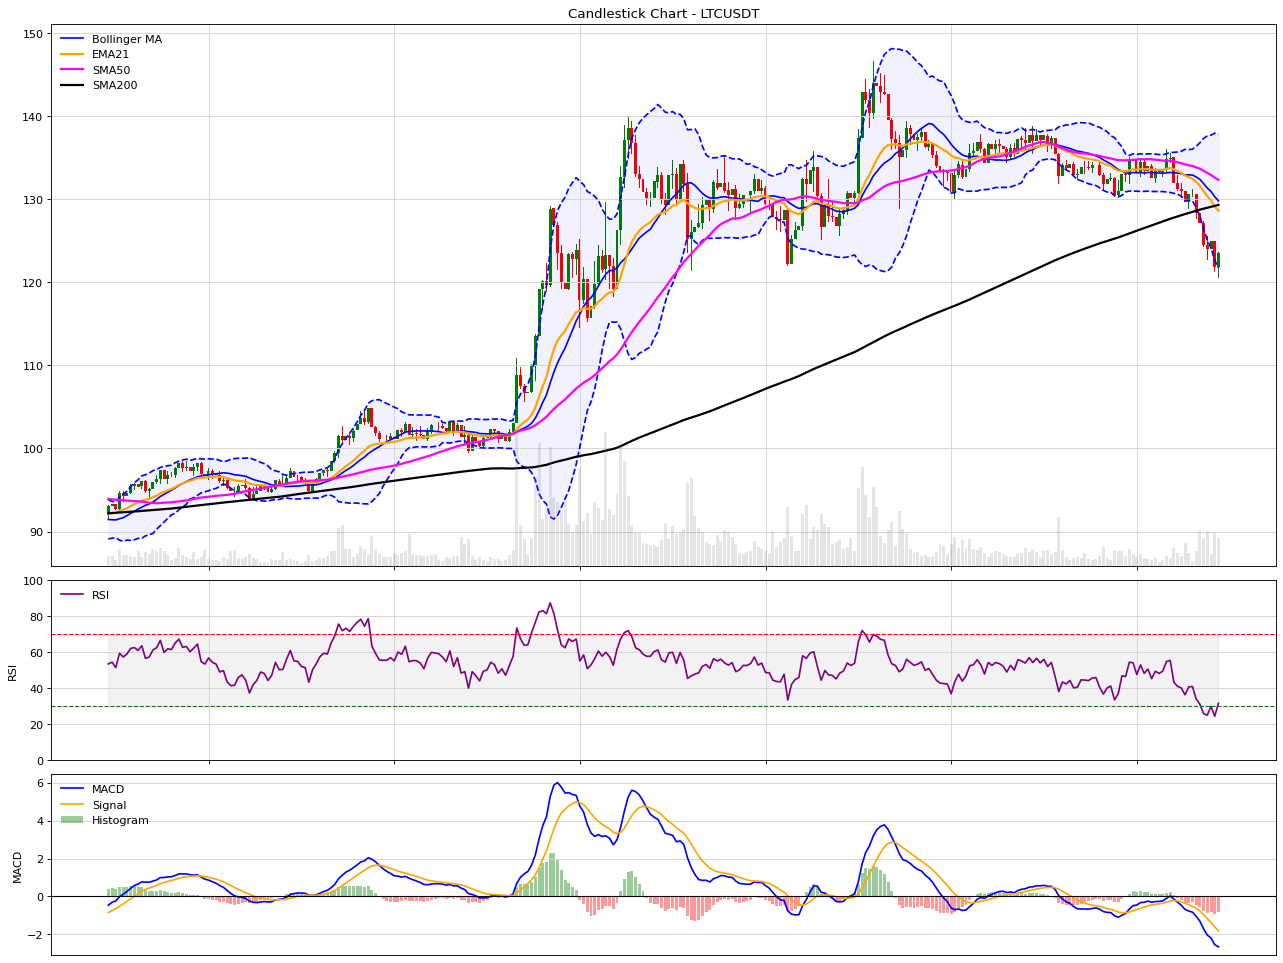 Candlestick Chart - LTCUSDT
150
140
130
120
110
100
90
Bollinger MA
EMA21
SMA50
SMA200
100
80
60
40
20
0
RSI
RSI
6
4
2
0
−2
MACD
MACD
Signal
Histogram